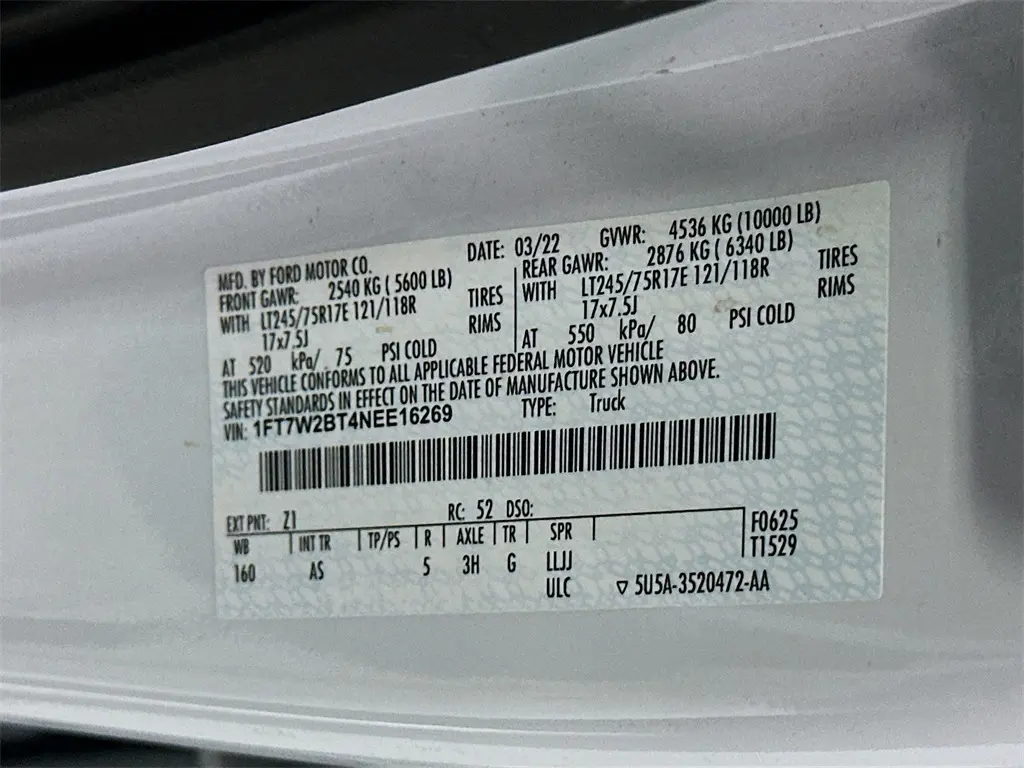 MFD. BY FORD MOTOR CO.
DATE: 03/22 GVWR: 4536 KG (10000 LB)
FRONT GAWR: 2540 KG ( 5600 LB)
WITH LT245/75R17E 121/118R TIRES
17x7.5J RIMS
AT 520 kPa/ 75 PSI COLD
REAR GAWR: 2876 KG ( 6340 LB)
WITH LT245/75R17E 121/118R TIRES
17x7.5J RIMS
AT 550 kPa/ 80 PSI COLD
THIS VEHICLE CONFORMS TO ALL APPLICABLE FEDERAL MOTOR VEHICLE
SAFETY STANDARDS IN EFFECT ON THE DATE OF MANUFACTURE SHOWN ABOVE.
VIN: 1FT7W2BT4NEE16269 TYPE: Truck
EXT PNT: Z1 RC: 52 DSO:
WB INT TR TP/PS R AXLE TR SPR
160 AS 5 3H G LLJJ
ULC
F0625
T1529
5U5A-3520472-AA